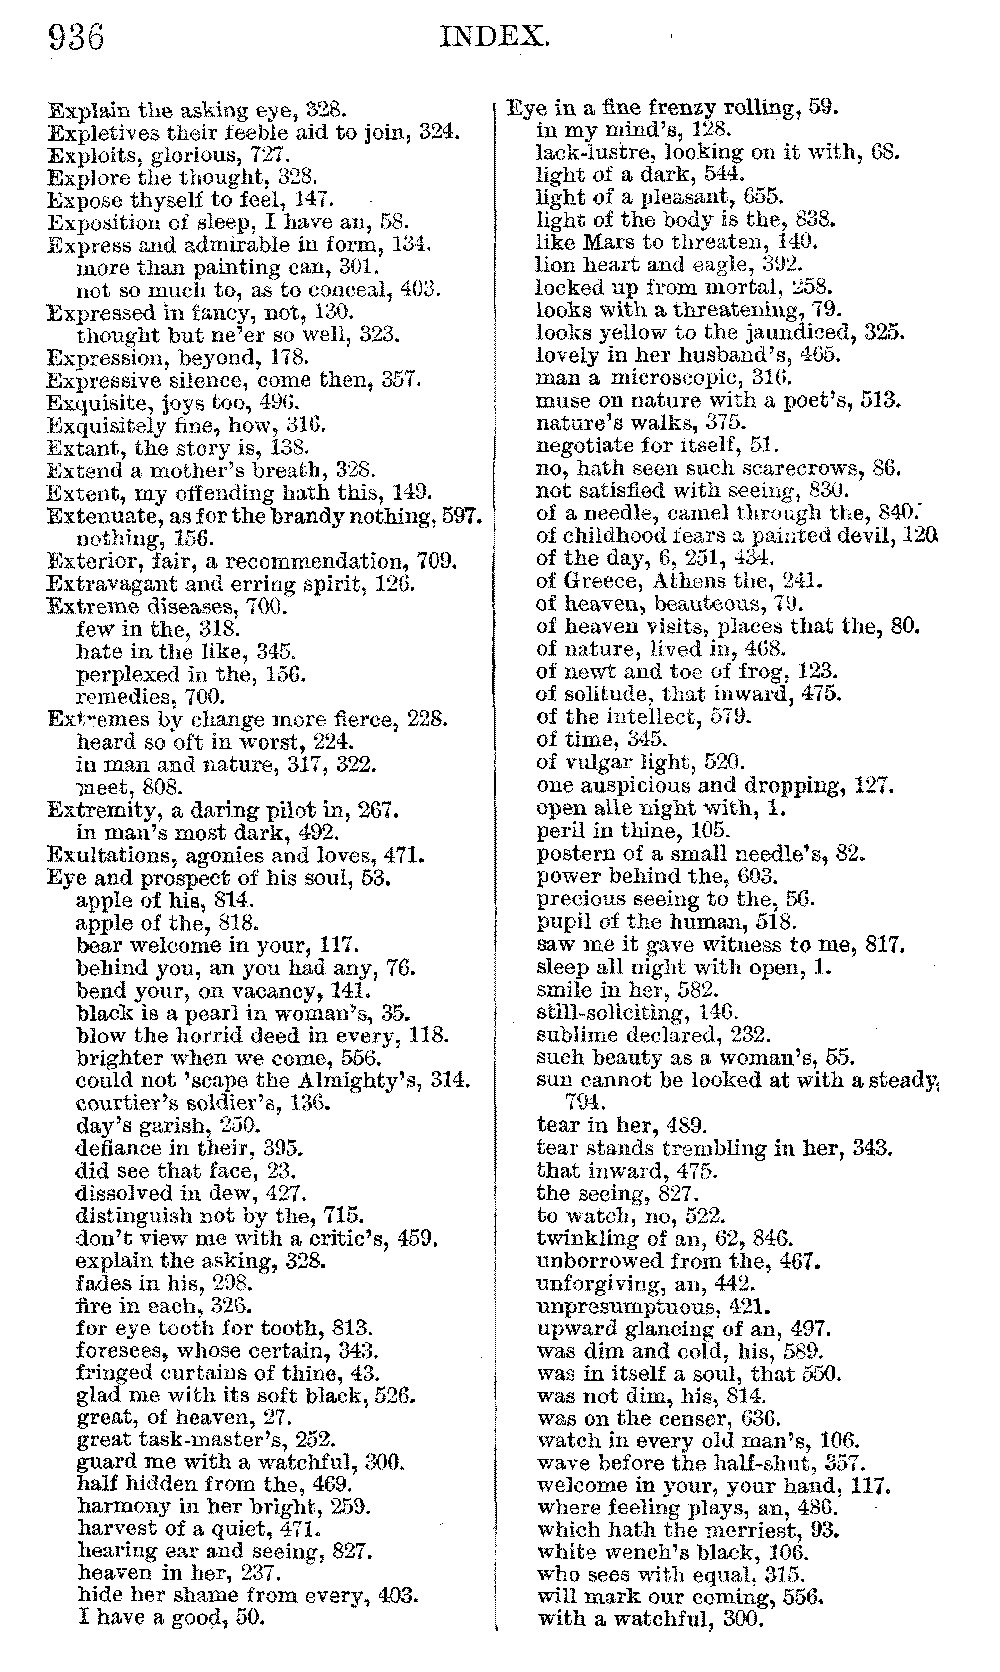 936
INDEX.
Explain the asking eye, 328.
Expletives their feeble aid to join, 324.
Exploits, glorious, 727.
Explore the thought, 328.
Expose thyself to feel, 147.
Exposition of sleep, I have an, 58.
Express and admirable in form, 134.
more than painting can, 301.
not so much to, as to conceal, 403.
Expressed in fancy, not, 130.
thought but ne'er so well, 323.
Expression, beyond, 178.
Expressive silence, come then, 357.
Exquisite, joys too, 496.
Exquisitely fine, how, 316.
Extant, the story is, 138.
Extend a mother's breath, 328.
Extent, my offending hath this, 149.
Extenuate, as for the brandy nothing, 597.
nothing, 156.
Exterior, fair, a recommendation, 709.
Extravagant and erring spirit, 126.
Extreme diseases, 700.
few in the, 318.
hate in the like, 345.
perplexed in the, 156.
remedies, 700.
Extremes by change more fierce, 228.
heard so oft in worst, 224.
in man and nature, 317, 322.
meet, 808.
Extremity, a daring pilot in, 267.
in man's most dark, 492.
Exultations, agonies and loves, 471.
Eye and prospect of his soul, 53.
apple of his, 814.
apple of the, 818.
bear welcome in your, 117.
behind you, an you had any, 76.
bend your, on vacancy, 141.
black is a pearl in woman's, 35.
blow the horrid deed in every, 118.
brighter when we come, 556.
could not 'scape the Almighty's, 314.
courtier's soldier's, 136.
day's garish, 250.
defiance in their, 395.
did see that face, 23.
dissolved in dew, 427.
distinguish not by the, 715.
don't view me with a critic's, 459.
explain the asking, 328.
fades in his, 298.
fire in each, 326.
for eye tooth for tooth, 813.
foresees, whose certain, 343.
fringed curtains of thine, 43.
glad me with its soft black, 526.
great, of heaven, 27.
great task-master's, 252.
guard me with a watchful, 300.
half hidden from the, 469.
harmony in her bright, 259.
harvest of a quiet, 471.
hearing ear and seeing, 827.
heaven in her, 237.
hide her shame from every, 403.
I have a good, 50.
Eye in a fine frenzy rolling, 59.
in my mind's, 128.
lack-lustre, looking on it with, 68.
light of a dark, 544.
light of a pleasant, 655.
light of the body is the, 838.
like Mars to threaten, 140.
lion heart and eagle, 392.
locked up from mortal, 258.
looks with a threatening, 79.
looks yellow to the jaundiced, 325.
lovely in her husband's, 465.
man a microscopic, 316.
muse on nature with a poet's, 513.
nature's walks, 375.
negotiate for itself, 51.
no, hath seen such scarecrows, 86.
not satisfied with seeing, 830.
of a needle, camel through the, 840.
of childhood fears a painted devil, 120.
of the day, 6, 251, 434.
of Greece, Athens the, 241.
of heaven, beauteous, 79.
of heaven visits, places that the, 80.
of nature, lived in, 468.
of newt and toe of frog, 123.
of solitude, that inward, 475.
of the intellect, 579.
of time, 345.
of vulgar light, 520.
one auspicious and dropping, 127.
open alle night with, 1.
peril in thine, 105.
postern of a small needle's, 82.
power behind the, 603.
precious seeing to the, 56.
pupil of the human, 518.
saw me it gave witness to me, 817.
sleep all night with open, 1.
smile in her, 582.
still-soliciting, 146.
sublime declared, 232.
such beauty as a woman's, 55.
sun cannot be looked at with a steady,
794.
tear in her, 489.
tear stands trembling in her, 343.
that inward, 475.
the seeing, 827.
to watch, no, 522.
twinkling of an, 62, 846.
unborrowed from the, 467.
unforgiving, an, 442.
unpresumptuous, 421.
upward glancing of an, 497.
was dim and cold, his, 589.
was in itself a soul, that 550.
was not dim, his, 814.
was on the censer, 636.
watch in every old man's, 106.
wave before the half-shut, 357.
welcome in your, your hand, 117.
where feeling plays, an, 486.
which hath the merriest, 93.
white wench's black, 106.
who sees with equal, 315.
will mark our coming, 556.
with a watchful, 300.